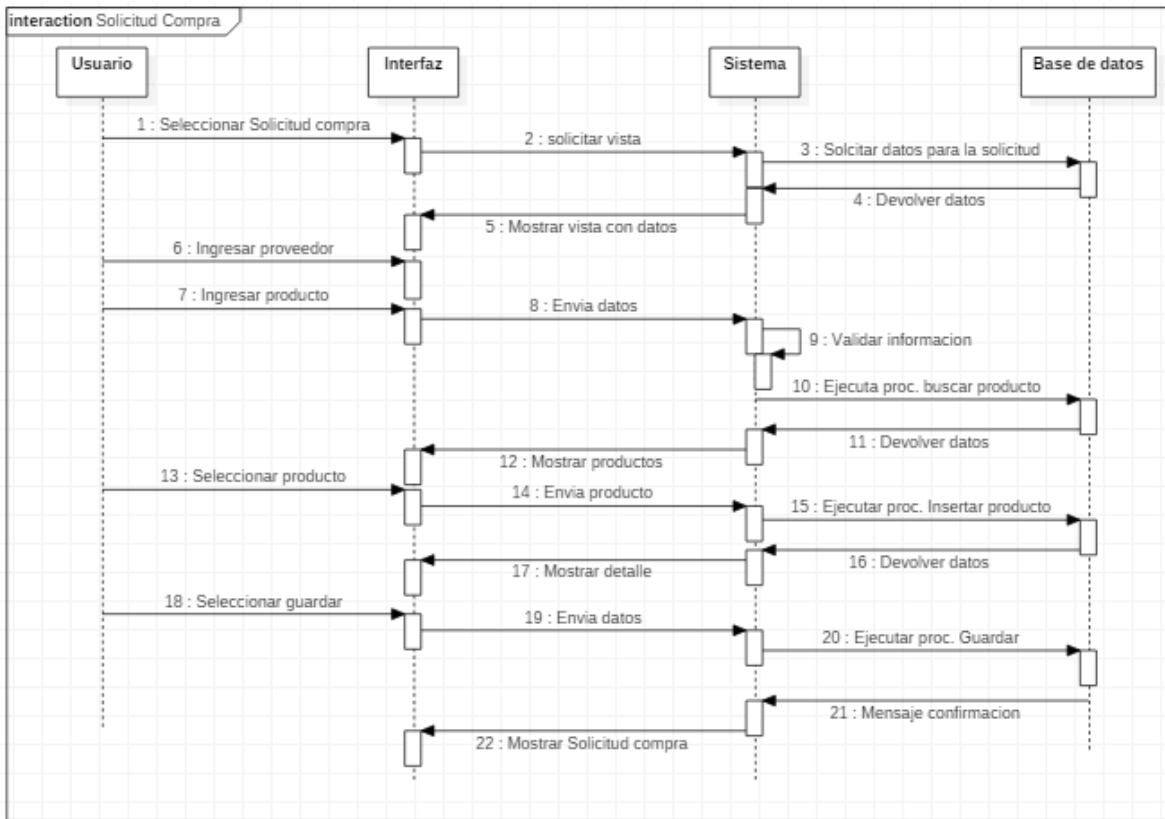 interaction Solicitud Compra
Usuario
Interfaz
Sistema
Base de datos
1 : Seleccionar Solicitud compra
2 : solicitar vista
3 : Solcitar datos para la solicitud
4 : Devolver datos
5 : Mostrar vista con datos
6 : Ingresar proveedor
7 : Ingresar producto
8 : Envia datos
9 : Validar informacion
10 : Ejecuta proc. buscar producto
11 : Devolver datos
12 : Mostrar productos
13 : Seleccionar producto
14 : Envia producto
15 : Ejecutar proc. Insertar producto
16 : Devolver datos
17 : Mostrar detalle
18 : Seleccionar guardar
19 : Envia datos
20 : Ejecutar proc. Guardar
21 : Mensaje confirmacion
22 : Mostrar Solicitud compra